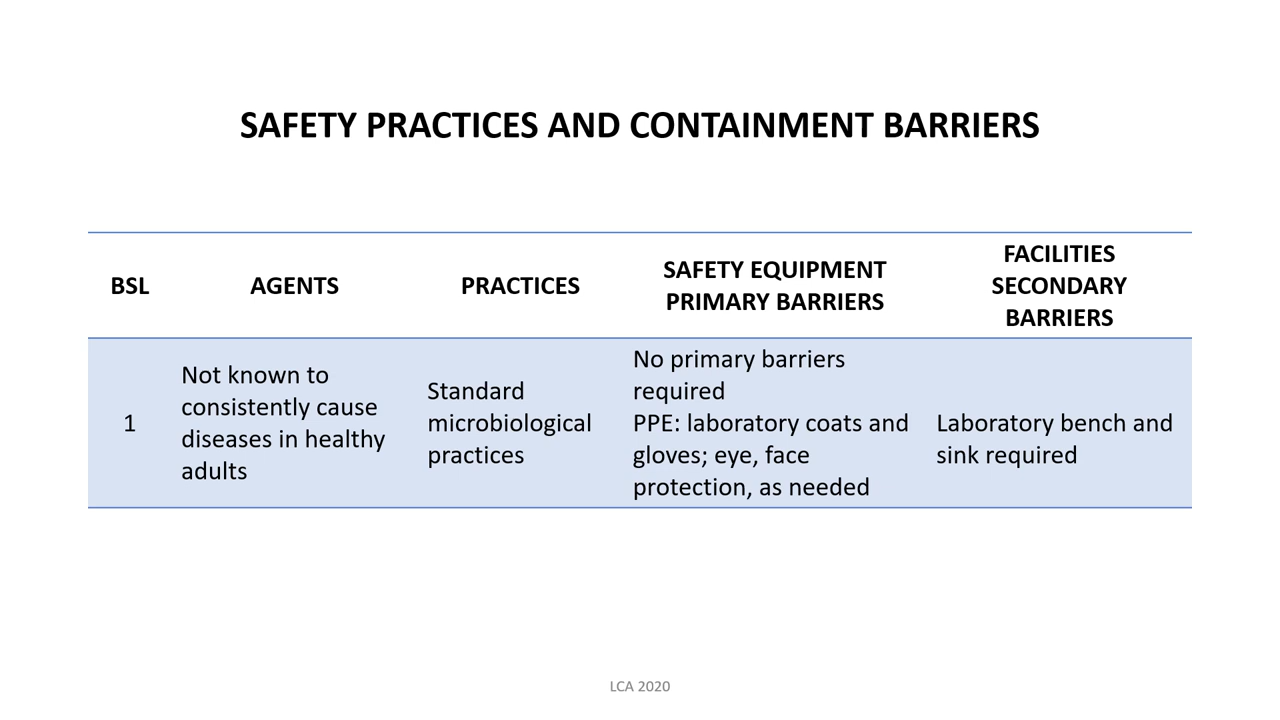 SAFETY PRACTICES AND CONTAINMENT BARRIERS
BSL
AGENTS
PRACTICES
SAFETY EQUIPMENT
PRIMARY BARRIERS
FACILITIES
SECONDARY
BARRIERS
1
Not known to
consistently cause
diseases in healthy
adults
Standard
microbiological
practices
No primary barriers
required
PPE: laboratory coats and
gloves; eye, face
protection, as needed
Laboratory bench and
sink required
LCA 2020